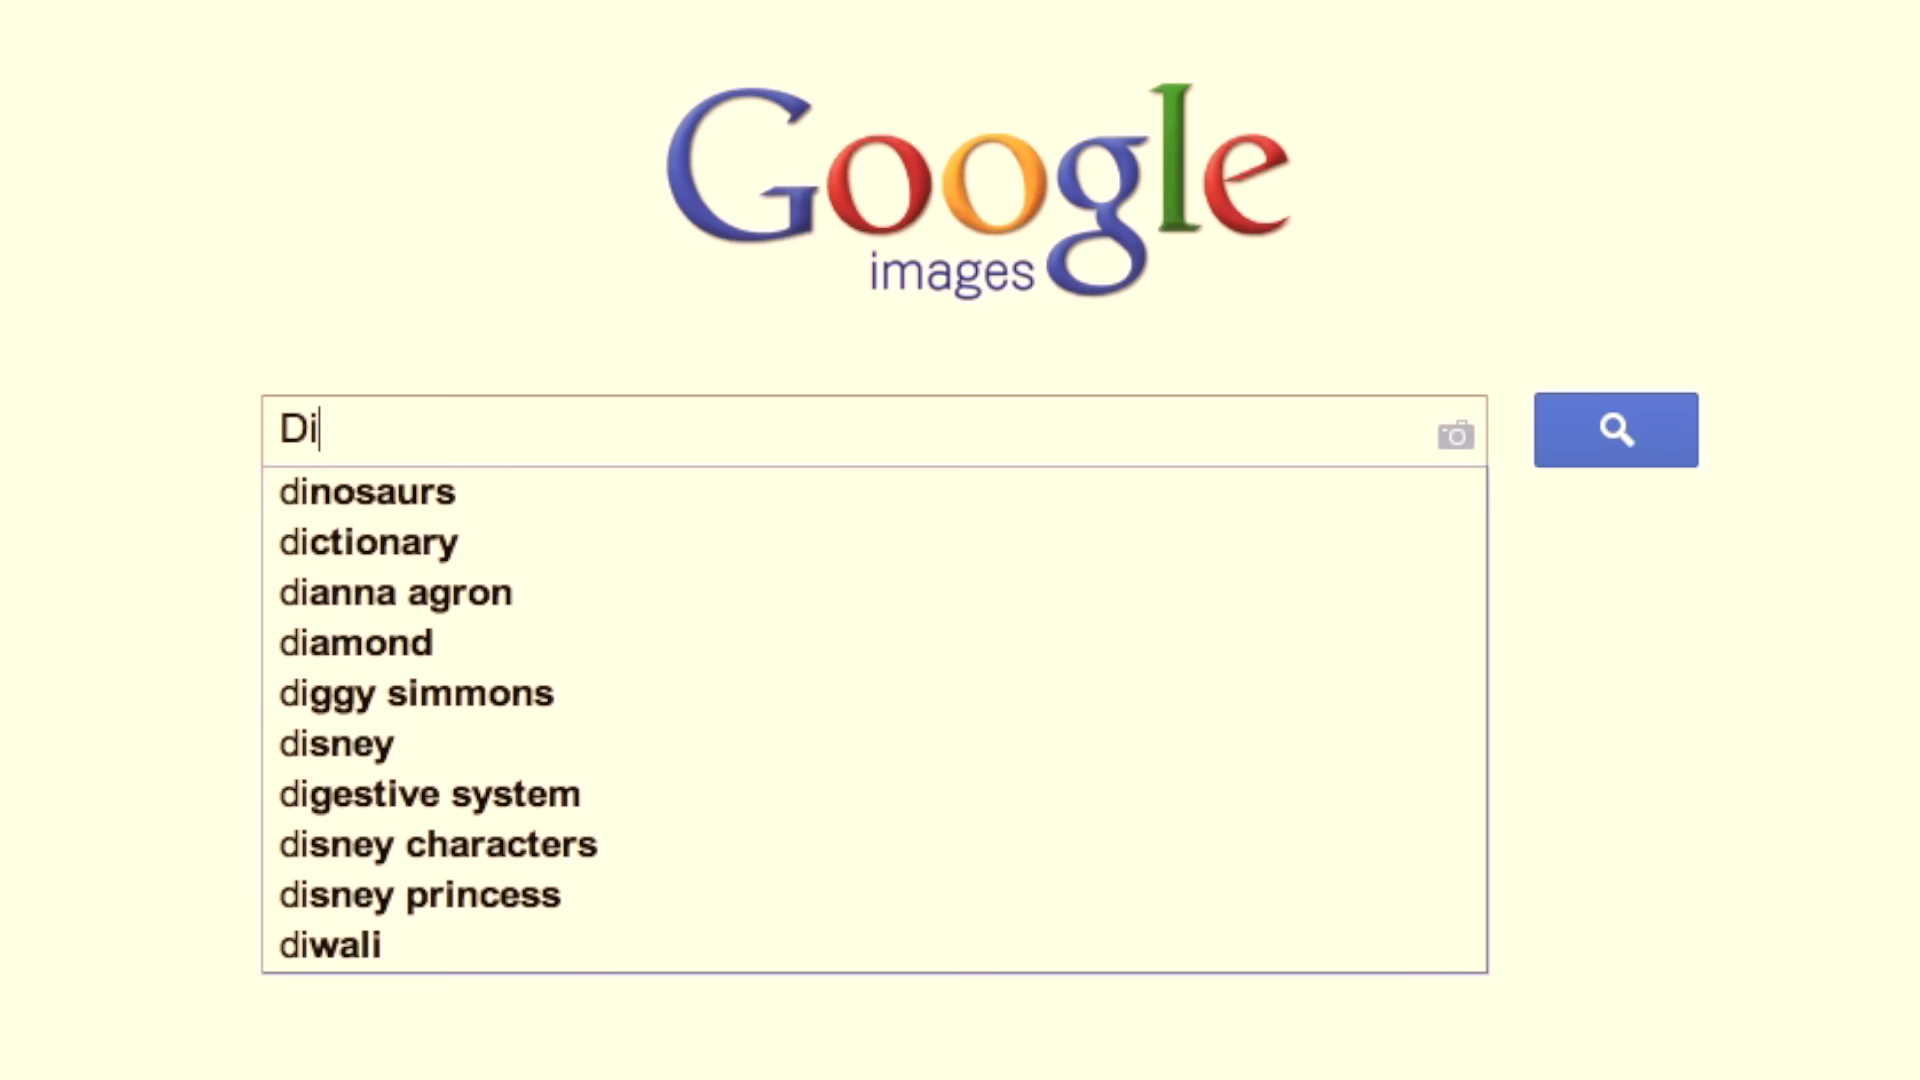 Google
images
Di
dinosaurs
dictionary
dianna agron
diamond
diggy simmons
disney
digestive system
disney characters
disney princess
diwali